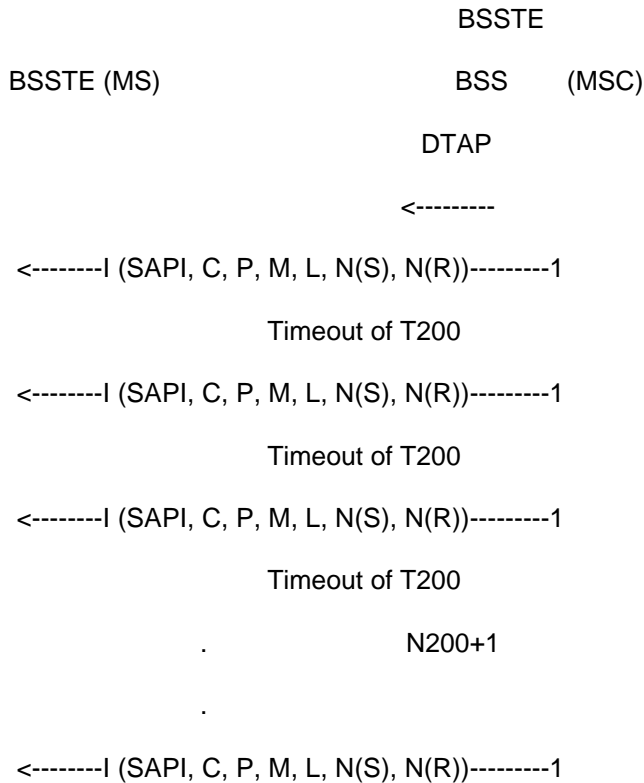 BSSTE
BSSTE (MS) BSS (MSC)
DTAP
<---------
<--------I (SAPI, C, P, M, L, N(S), N(R))---------1
Timeout of T200
<--------I (SAPI, C, P, M, L, N(S), N(R))---------1
Timeout of T200
<--------I (SAPI, C, P, M, L, N(S), N(R))---------1
Timeout of T200
. N200+1
.
<--------I (SAPI, C, P, M, L, N(S), N(R))---------1